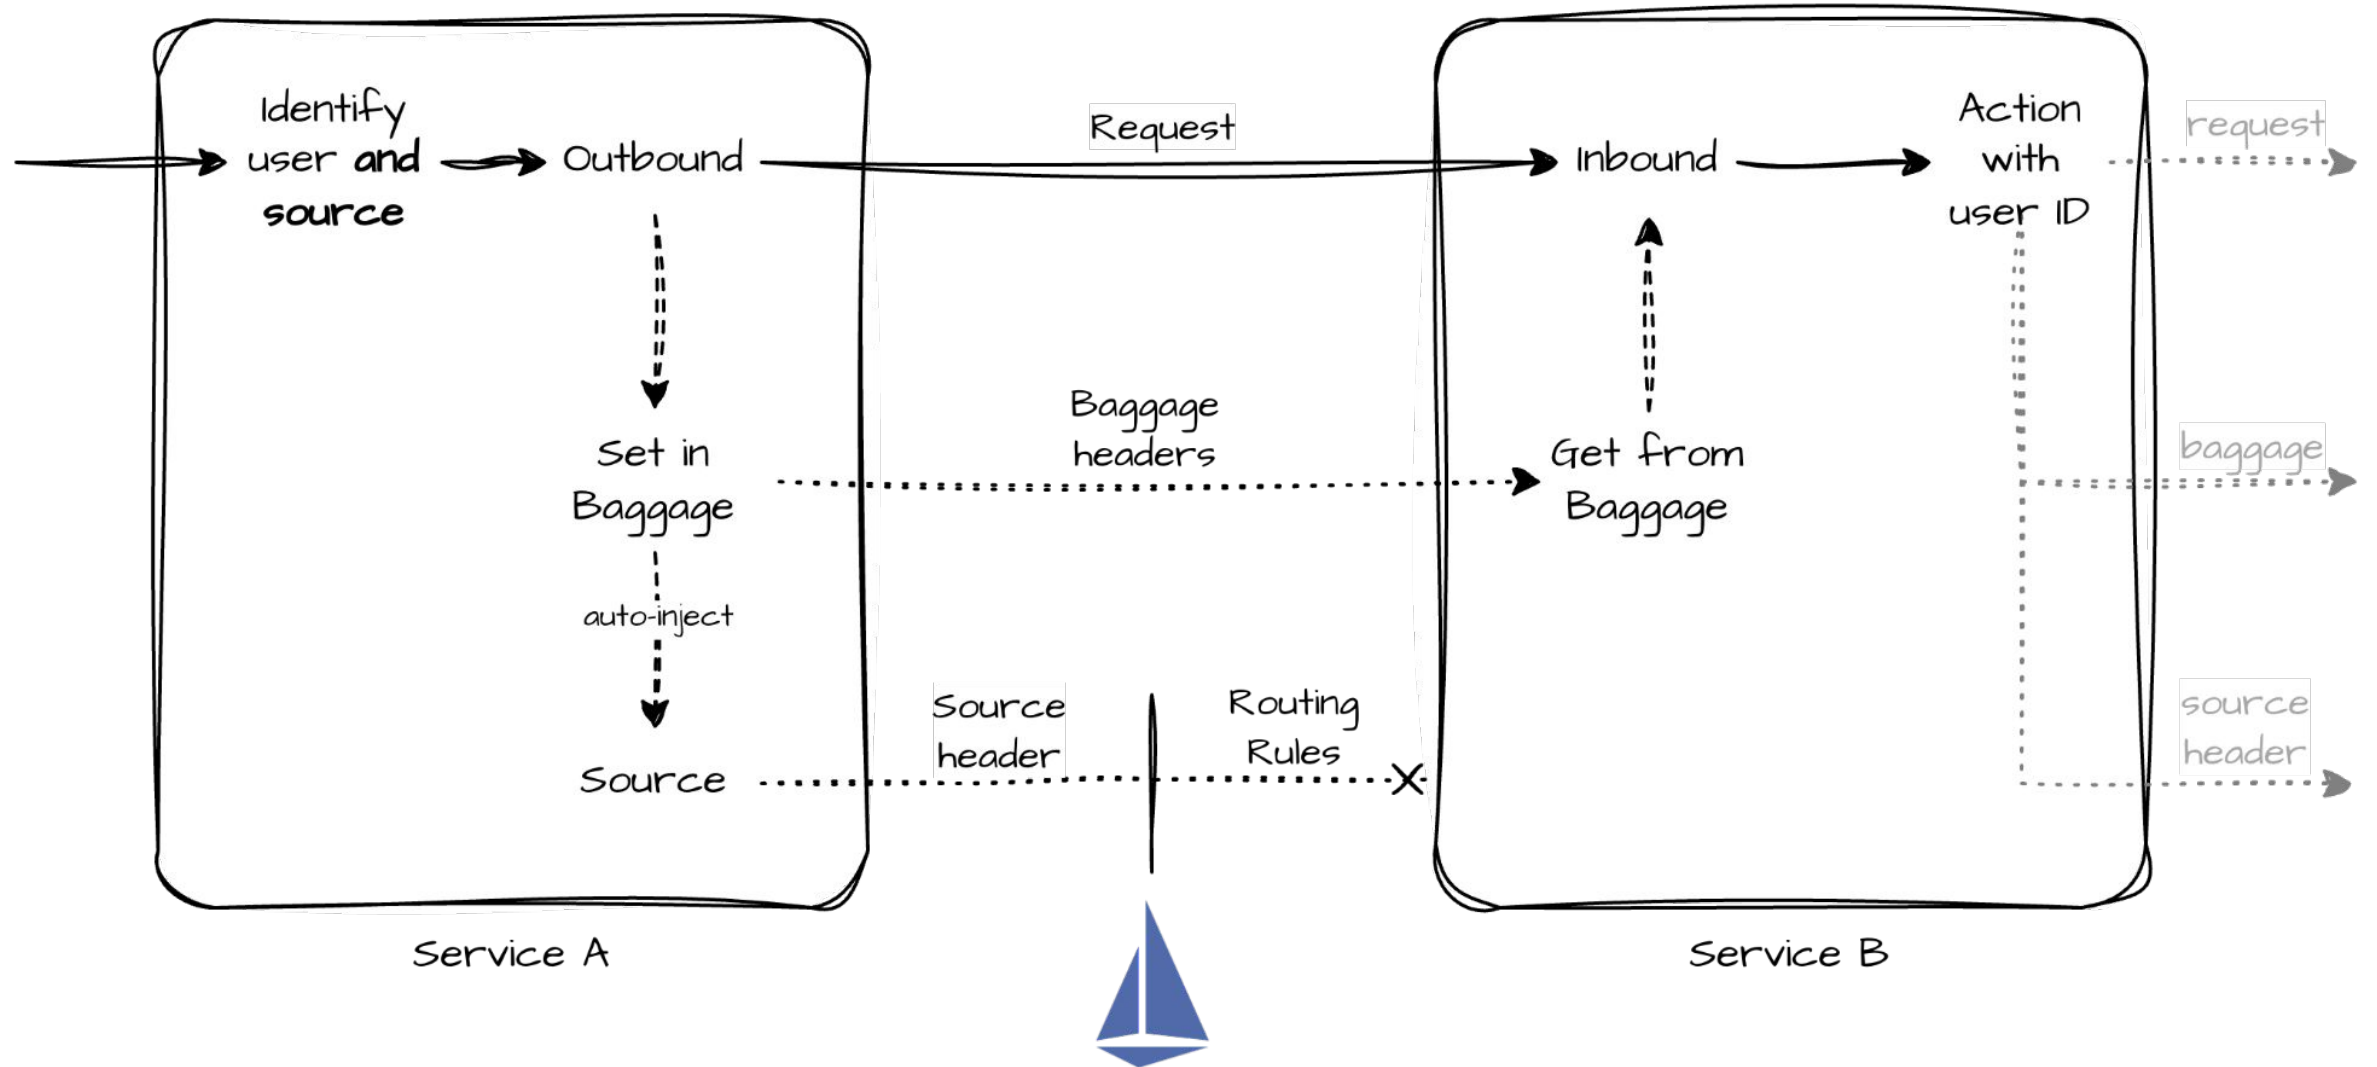 Identify
user and
source
Outbound
Request
Inbound
Action
with
user ID
request
Set in
Baggage
Baggage
headers
Get from
Baggage
baggage
auto-inject
Source
Source
header
Routing
Rules
source
header
Service A
Service B